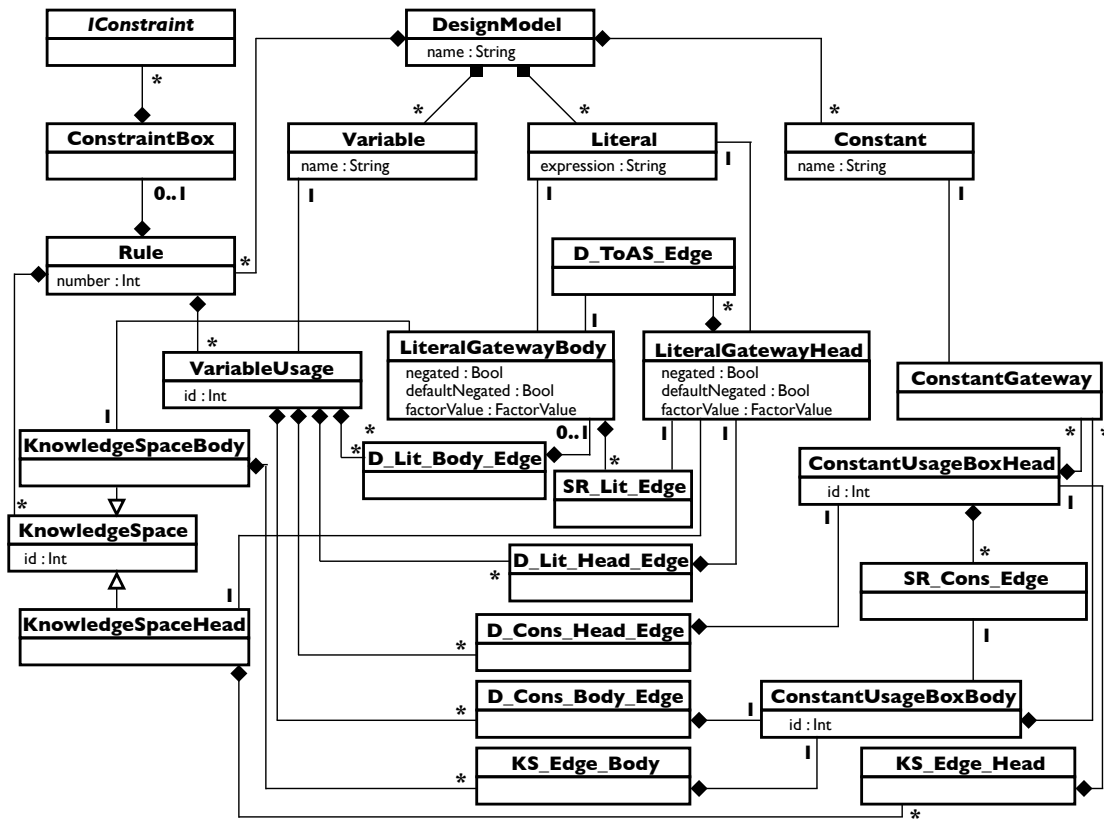 IConstraint
DesignModel
name : String
*
*
*
*
ConstraintBox
Variable
name : String
Literal
expression : String
Constant
name : String
0..1
1
1
1
1
Rule
number : Int
*
D_ToAS_Edge
*
1
*
VariableUsage
id : Int
LiteralGatewayBody
negated : Bool
defaultNegated : Bool
factorValue : FactorValue
LiteralGatewayHead
negated : Bool
defaultNegated : Bool
factorValue : FactorValue
ConstantGateway
1
*
0..1
1
1
*
*
KnowledgeSpaceBody
*
D_Lit_Body_Edge
*
SR_Lit_Edge
ConstantUsageBoxHead
id : Int
1
1
*
KnowledgeSpace
id : Int
*
D_Lit_Head_Edge
*
SR_Cons_Edge
1
KnowledgeSpaceHead
D_Cons_Head_Edge
*
1
D_Cons_Body_Edge
*
1
ConstantUsageBoxBody
id : Int
KS_Edge_Body
*
1
KS_Edge_Head
*